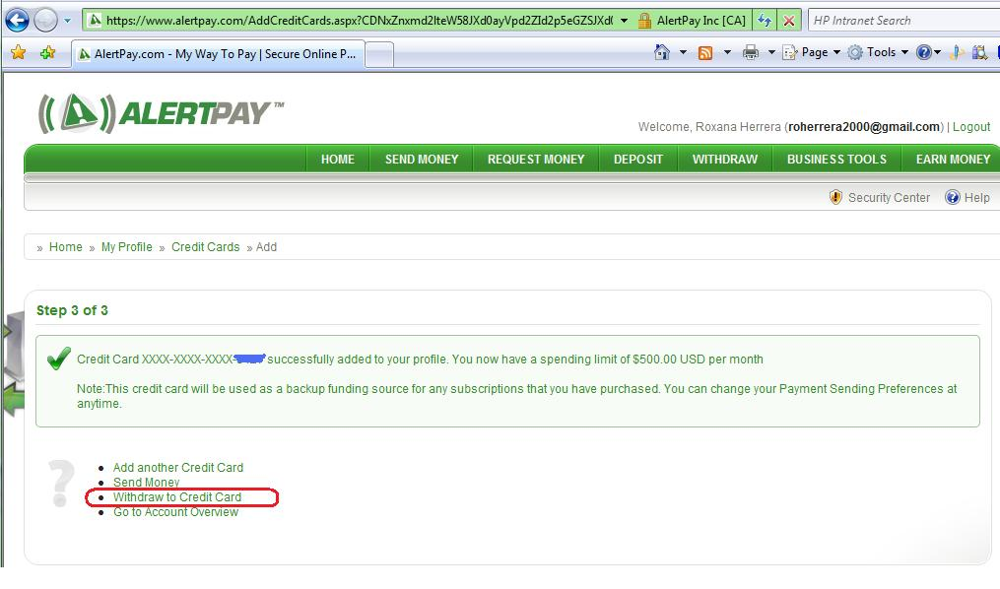 https://www.alertpay.com/AddCreditCards.aspx?CDNxZnxmd2lteW58JXd0ayVpd2ZId2p5eGZSJXd( AlertPay Inc [CA] HP Intranet Search
AlertPay.com - My Way To Pay | Secure Online P... Page Tools
ALERTPAY™
Welcome, Roxana Herrera (roherrera2000@gmail.com) | Logout
HOME SEND MONEY REQUEST MONEY DEPOSIT WITHDRAW BUSINESS TOOLS EARN MONEY
Security Center Help
» Home » My Profile » Credit Cards » Add
Step 3 of 3
Credit Card XXXX-XXXX-XXXX- successfully added to your profile. You now have a spending limit of $500.00 USD per month
Note:This credit card will be used as a backup funding source for any subscriptions that you have purchased. You can change your Payment Sending Preferences at
anytime.
Add another Credit Card
Send Money
Withdraw to Credit Card
Go to Account Overview